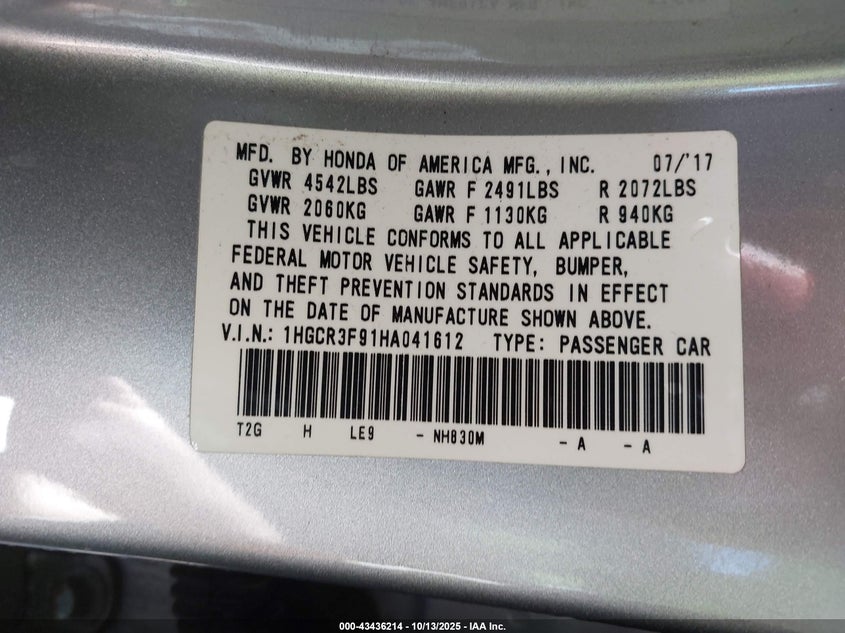 MFD. BY HONDA OF AMERICA MFG., INC. 07/'17
GVWR 4542LBS GAWR F 2491LBS R 2072LBS
GVWR 2060KG GAWR F 1130KG R 940KG
THIS VEHICLE CONFORMS TO ALL APPLICABLE
FEDERAL MOTOR VEHICLE SAFETY, BUMPER,
AND THEFT PREVENTION STANDARDS IN EFFECT
ON THE DATE OF MANUFACTURE SHOWN ABOVE.
V.I.N.: 1HGCR3F91HA041612 TYPE: PASSENGER CAR
T2G H LE9 - NH830M - A - A
000-43436214 - 10/13/2025 - IAA Inc.